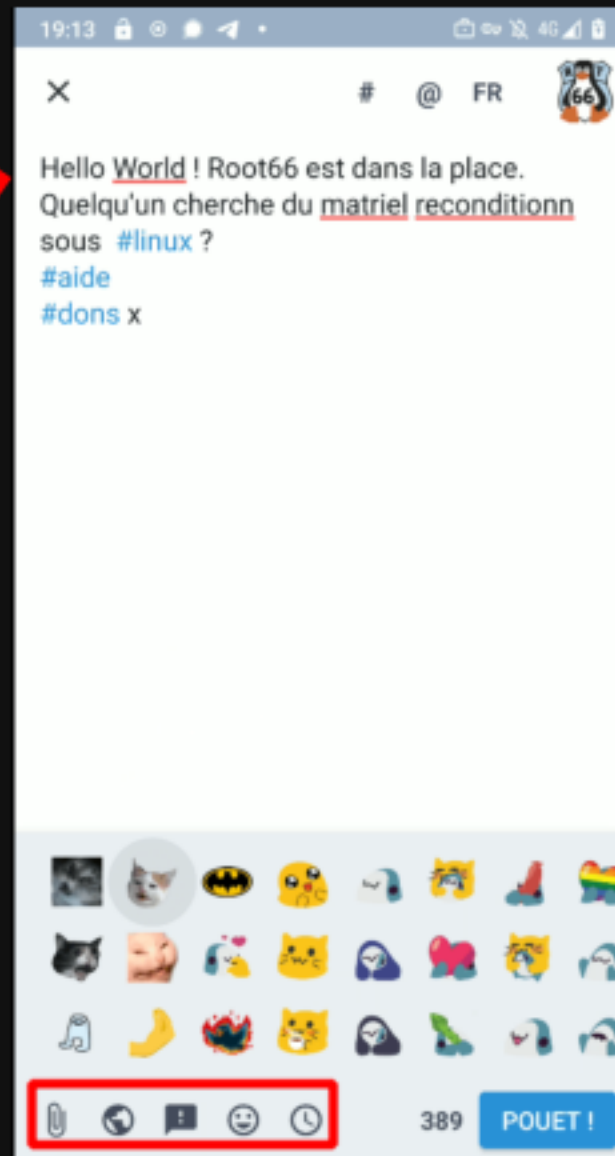 19:13 4G
# @ FR
66
Hello World ! Root66 est dans la place.
Quelqu'un cherche du matriel reconditionn
sous #linux ?
#aide
#dons x
389 POUET !